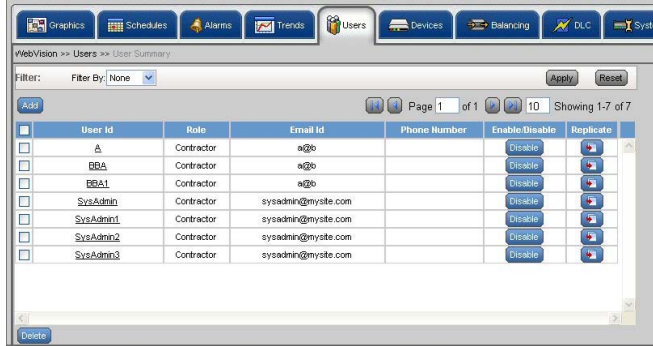 Graphics Schedules Alarms Trends Users Devices Balancing DLC Syst
WebVision >> Users >> User Summary
Filter: Filter By: None Apply Reset
Add Page 1 of 1 10 Showing 1-7 of 7
User Id Role Email Id Phone Number Enable/Disable Replicate
A Contractor a@b Disable
BBA Contractor a@b Disable
BBA1 Contractor a@b Disable
SysAdmin Contractor sysadmin@mysite.com Disable
SysAdmin1 Contractor sysadmin@mysite.com Disable
SysAdmin2 Contractor sysadmin@mysite.com Disable
SysAdmin3 Contractor sysadmin@mysite.com Disable
Delete